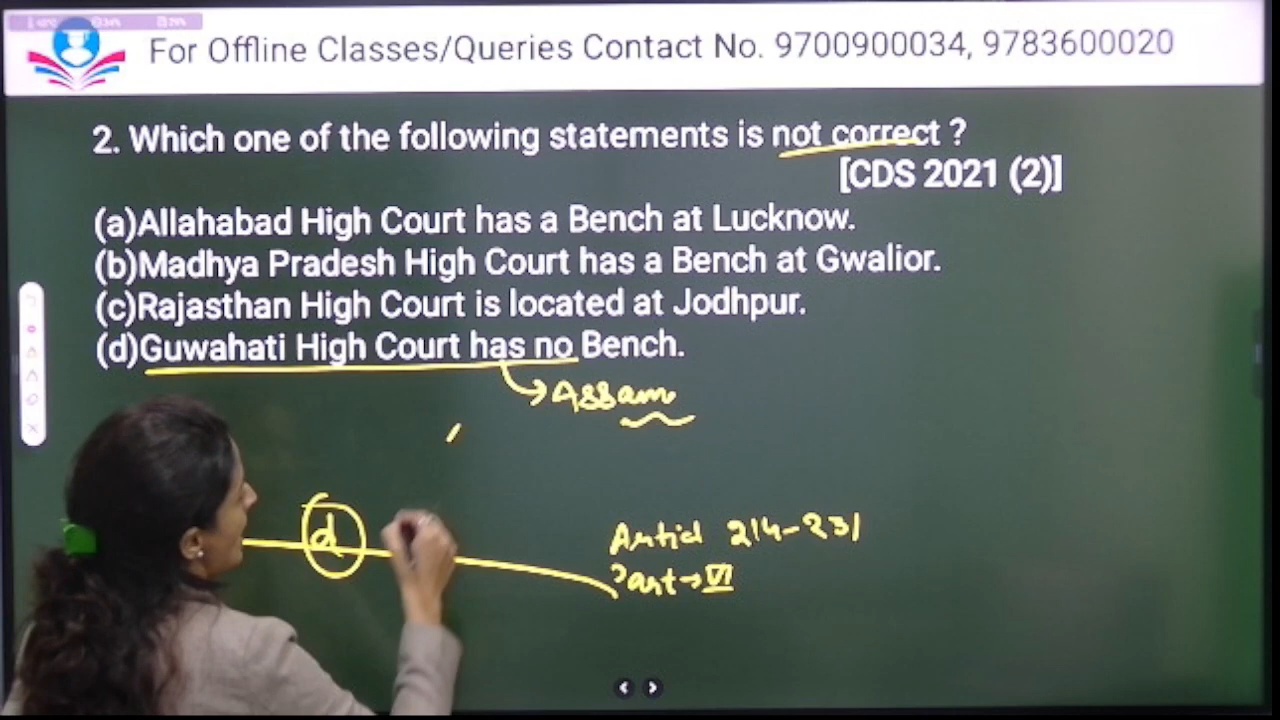 For Offline Classes/Queries Contact No. 9700900034, 9783600020
2. Which one of the following statements is not correct ?
[CDS 2021 (2)]
(a)Allahabad High Court has a Bench at Lucknow.
(b)Madhya Pradesh High Court has a Bench at Gwalior.
(c)Rajasthan High Court is located at Jodhpur.
(d)Guwahati High Court has no Bench.
→Assam
d
Articl 214-231
Part→VI